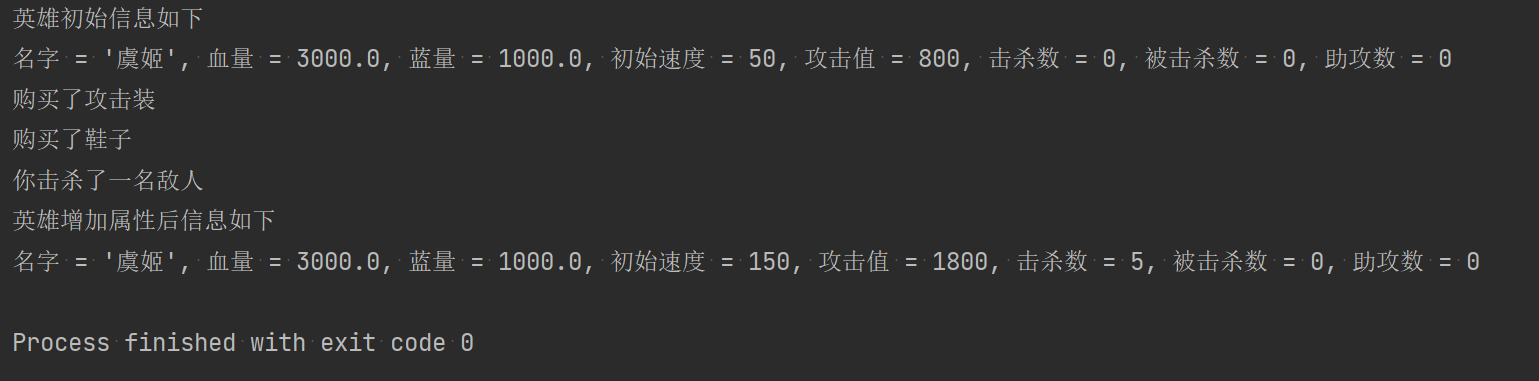 英雄初始信息如下
名字 = '虞姬', 血量 = 3000.0, 蓝量 = 1000.0, 初始速度 = 50, 攻击值 = 800, 击杀数 = 0, 被击杀数 = 0, 助攻数 = 0
购买了攻击装
购买了鞋子
你击杀了一名敌人
英雄增加属性后信息如下
名字 = '虞姬', 血量 = 3000.0, 蓝量 = 1000.0, 初始速度 = 150, 攻击值 = 1800, 击杀数 = 5, 被击杀数 = 0, 助攻数 = 0
Process finished with exit code 0